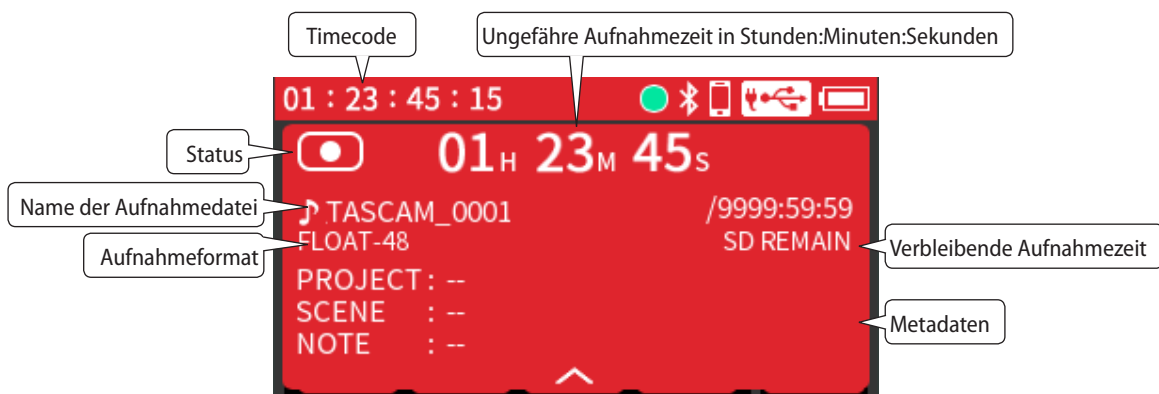 Timecode
Ungefähre Aufnahmezeit in Stunden:Minuten:Sekunden
01 : 23 : 45 : 15
Status
01H 23M 45S
Name der Aufnahmedatei
TASCAM_0001
/9999:59:59
Aufnahmeformat
FLOAT-48
SD REMAIN
Verbleibende Aufnahmezeit
PROJECT : --
SCENE : --
Metadaten
NOTE : --